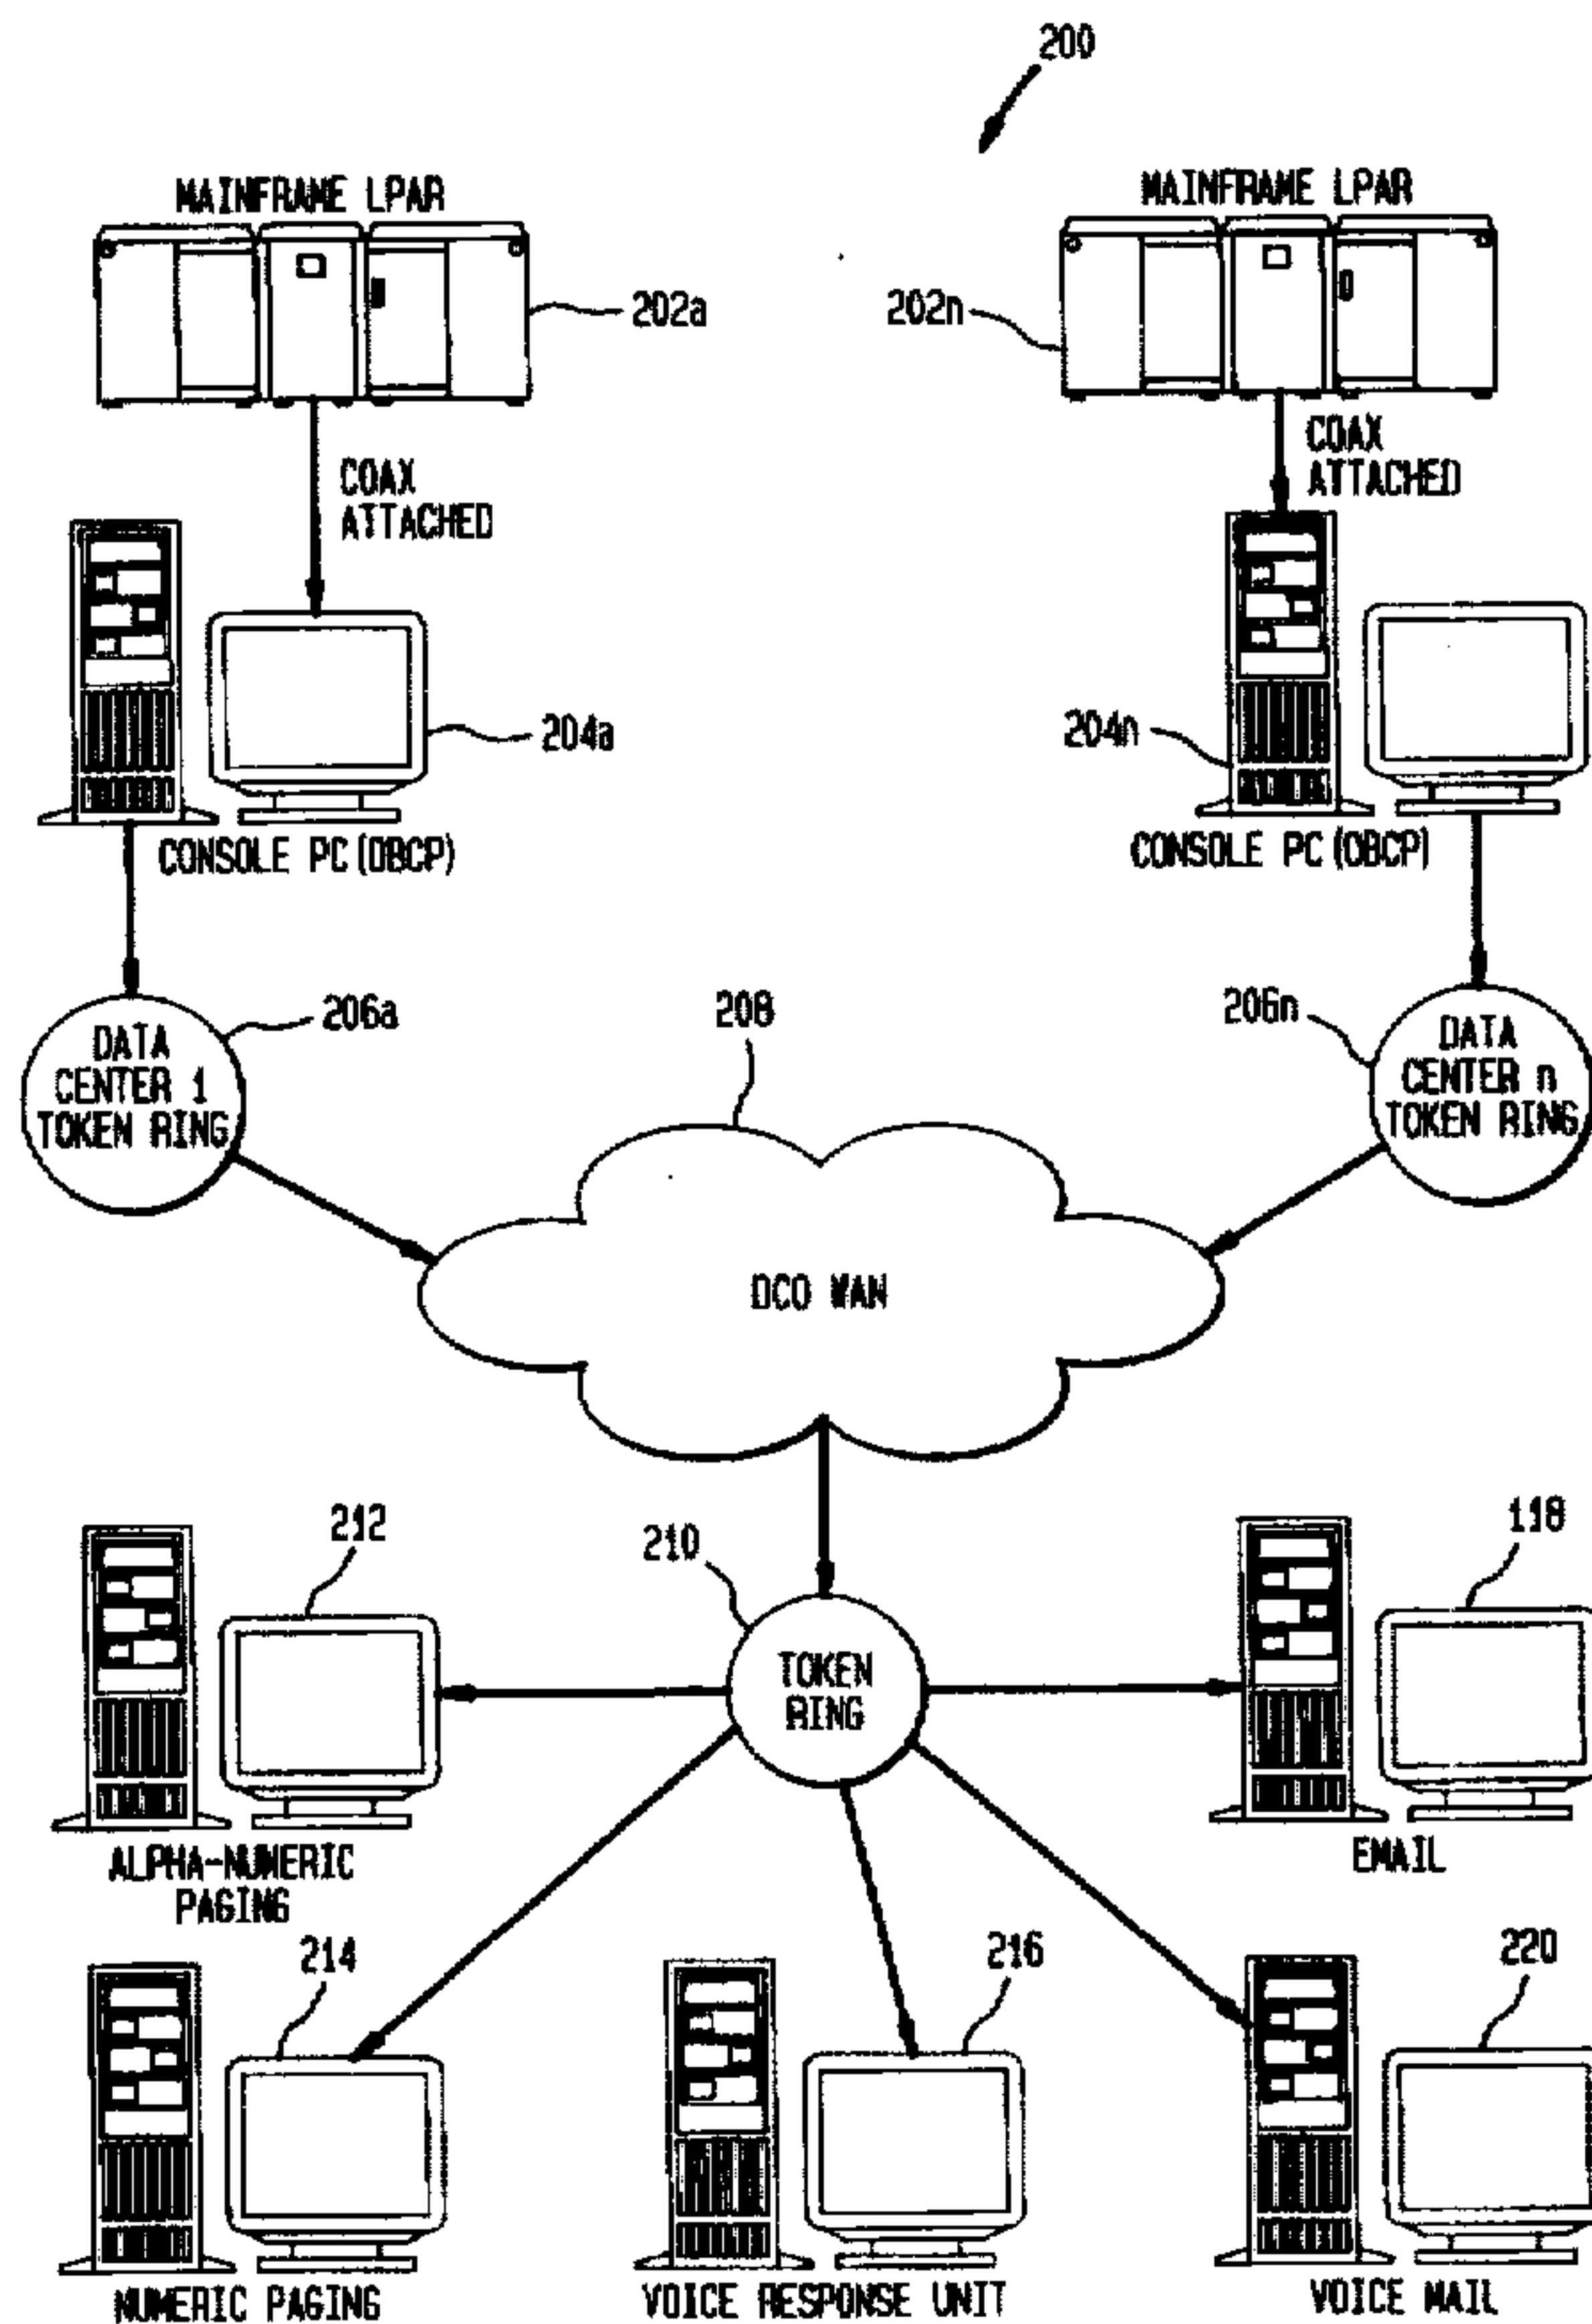 200
MAINFRAME LPAR
MAINFRAME LPAR
202a
202n
COAX
ATTACHED
COAX
ATTACHED
204a
204n
CONSOLE PC (OBCP)
CONSOLE PC (OBCP)
206a
208
206n
DATA
CENTER 1
TOKEN RING
DATA
CENTER n
TOKEN RING
DCO WAN
212
210
118
TOKEN
RING
ALPHA-NUMERIC
PAGING
EMAIL
214
216
220
NUMERIC PAGING
VOICE RESPONSE UNIT
VOICE MAIL